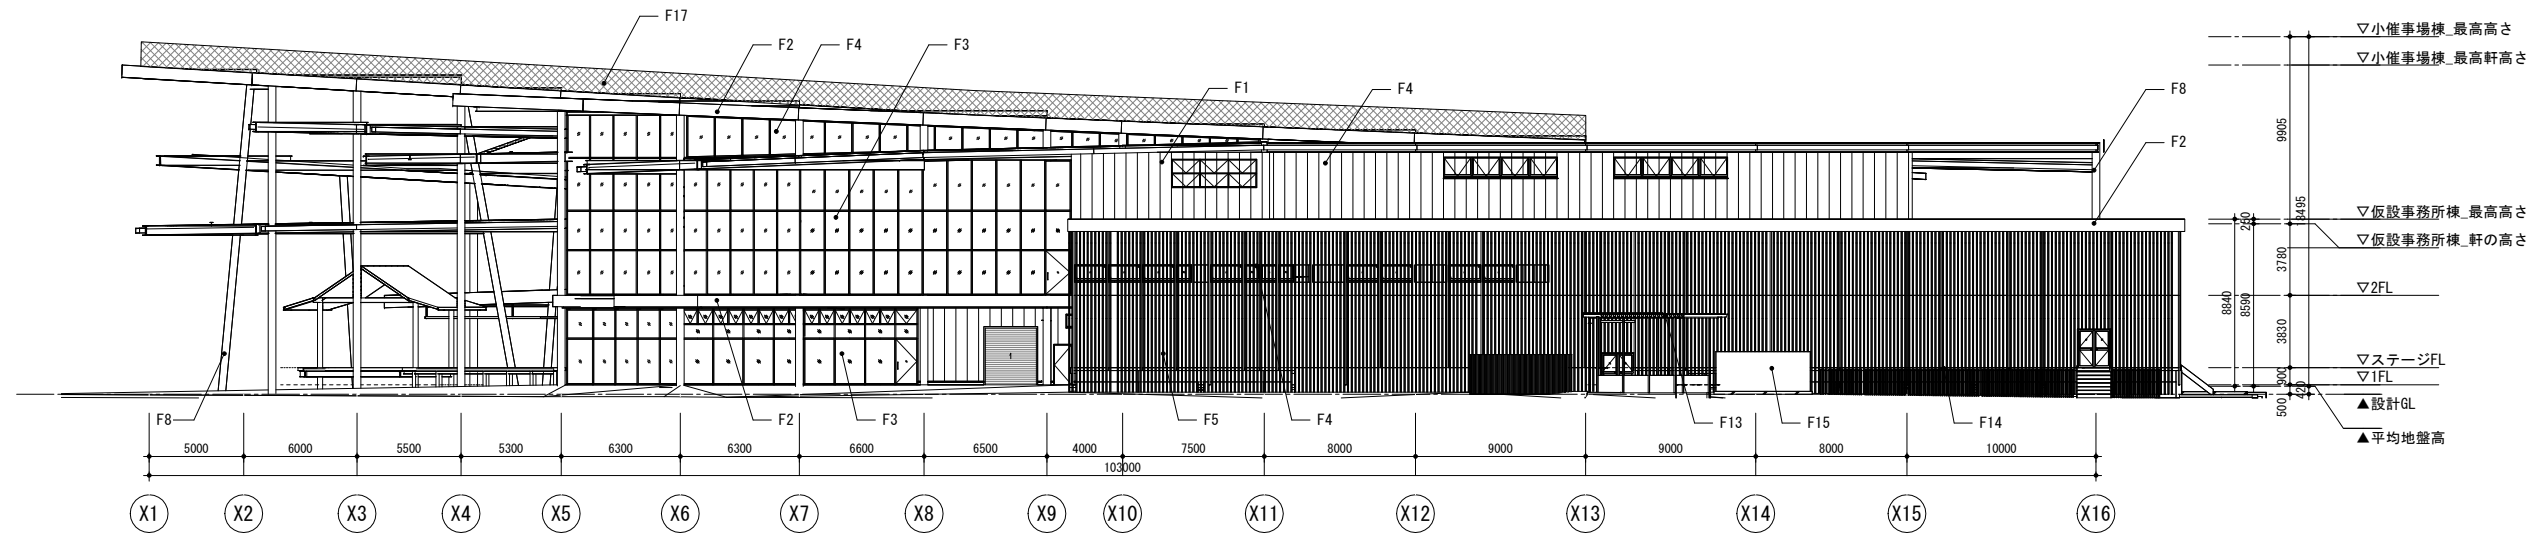 F17
▽小催事場棟_最高高さ
F2
F4
F3
▽小催事場棟_最高軒高さ
F1
F4
F8
F2
9905
18495
▽仮設事務所棟_最高高さ
250
▽仮設事務所棟_軒の高さ
3780
▽2FL
8840
8590
3830
▽ステージFL
900
▽1FL
420
500
▲設計GL
▲平均地盤高
F8
F2
F3
F5
F4
F13
F15
F14
5000 6000 5500 5300 6300 6300 6600 6500 4000 7500 8000 9000 9000 8000 10000
103000
X1 X2 X3 X4 X5 X6 X7 X8 X9 X10 X11 X12 X13 X14 X15 X16